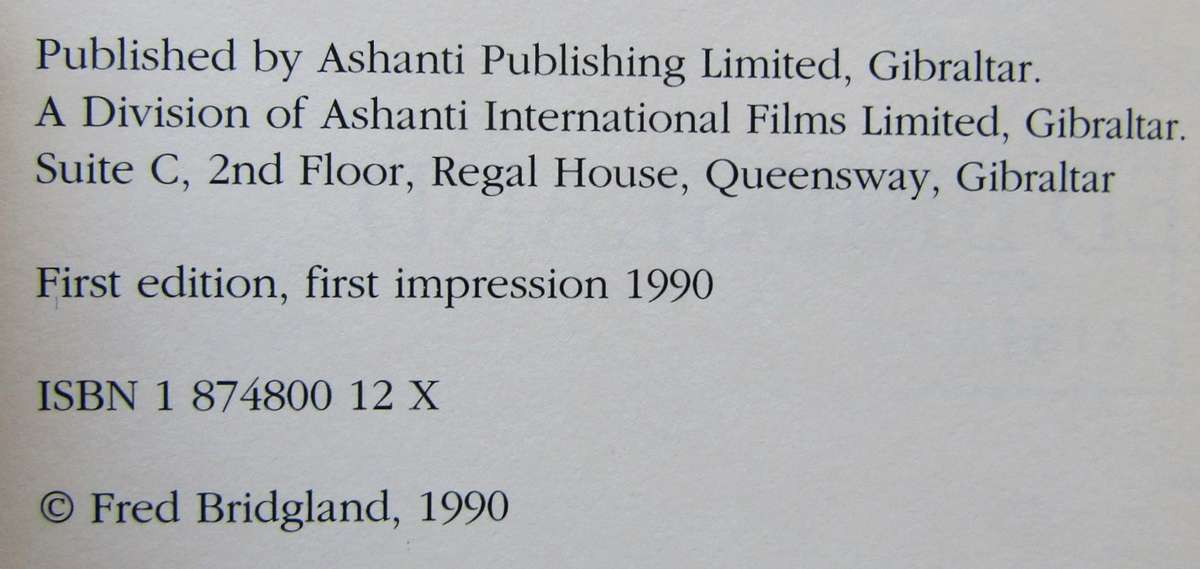 Published by Ashanti Publishing Limited, Gibraltar.
A Division of Ashanti International Films Limited, Gibraltar.
Suite C, 2nd Floor, Regal House, Queensway, Gibraltar
First edition, first impression 1990
ISBN 1 874800 12 X
© Fred Bridgland, 1990